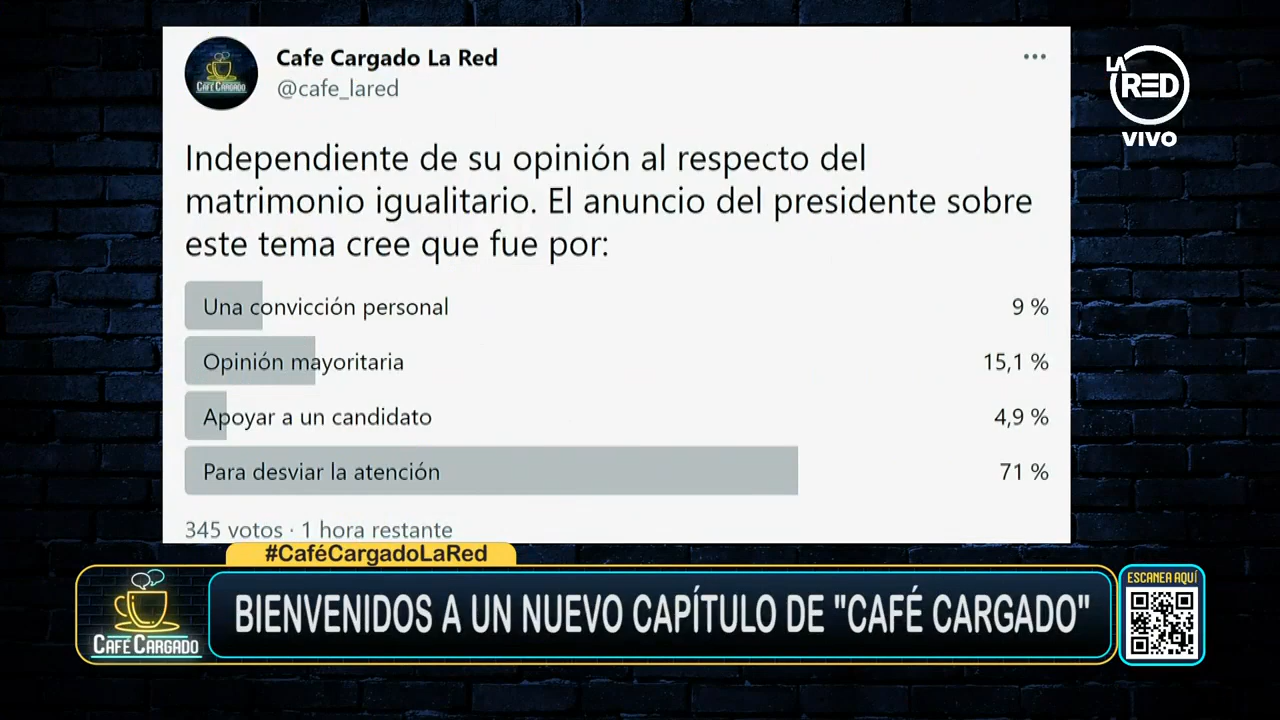 Cafe Cargado La Red
@cafe_lared
CAFÉ CARGADO
LA
RED
VIVO
Independiente de su opinión al respecto del
matrimonio igualitario. El anuncio del presidente sobre
este tema cree que fue por:
Una convicción personal 9 %
Opinión mayoritaria 15,1 %
Apoyar a un candidato 4,9 %
Para desviar la atención 71 %
345 votos · 1 hora restante
#CaféCargadoLaRed
BIENVENIDOS A UN NUEVO CAPÍTULO DE "CAFÉ CARGADO"
CAFÉ CARGADO
ESCANEA AQUÍ